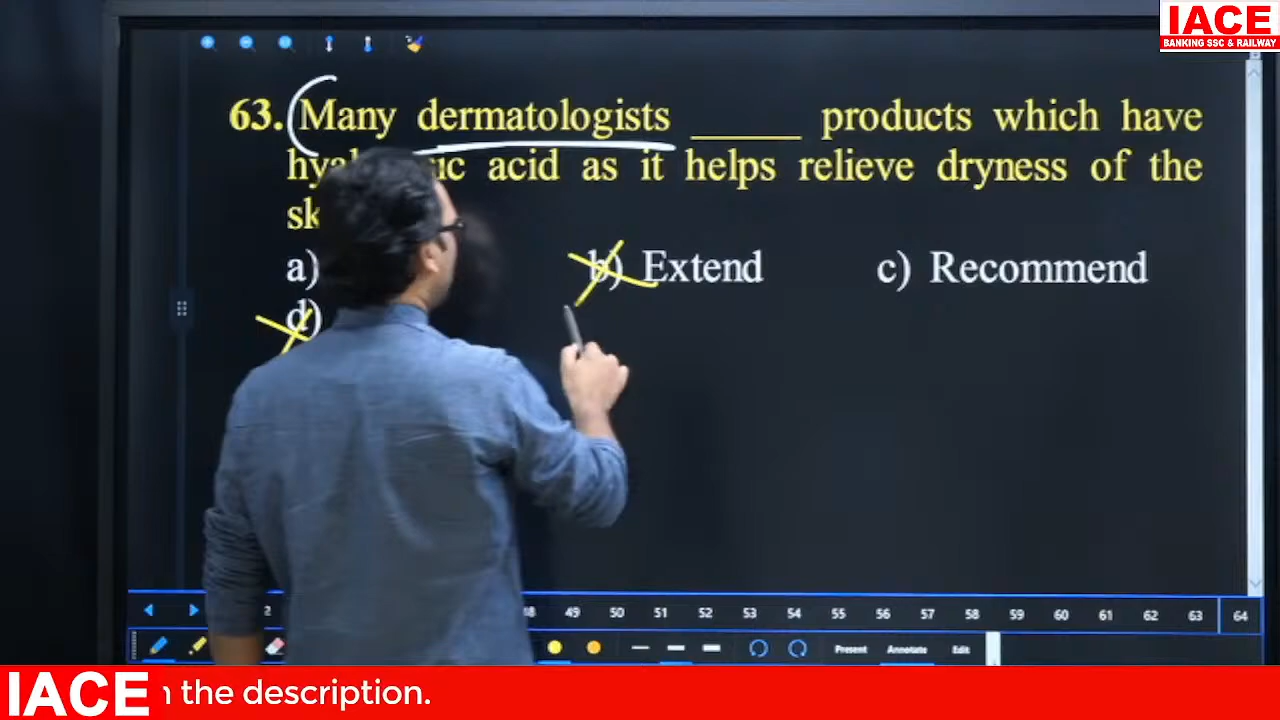 IACE
BANKING SSC & RAILWAY
63. Many dermatologists _____ products which have
acid as it helps relieve dryness of the
a) b) Extend c) Recommend
d)
49 50 51 52 53 54 55 56 57 58 59 60 61 62 63 64
Present Annotate Edit
IACE the description.